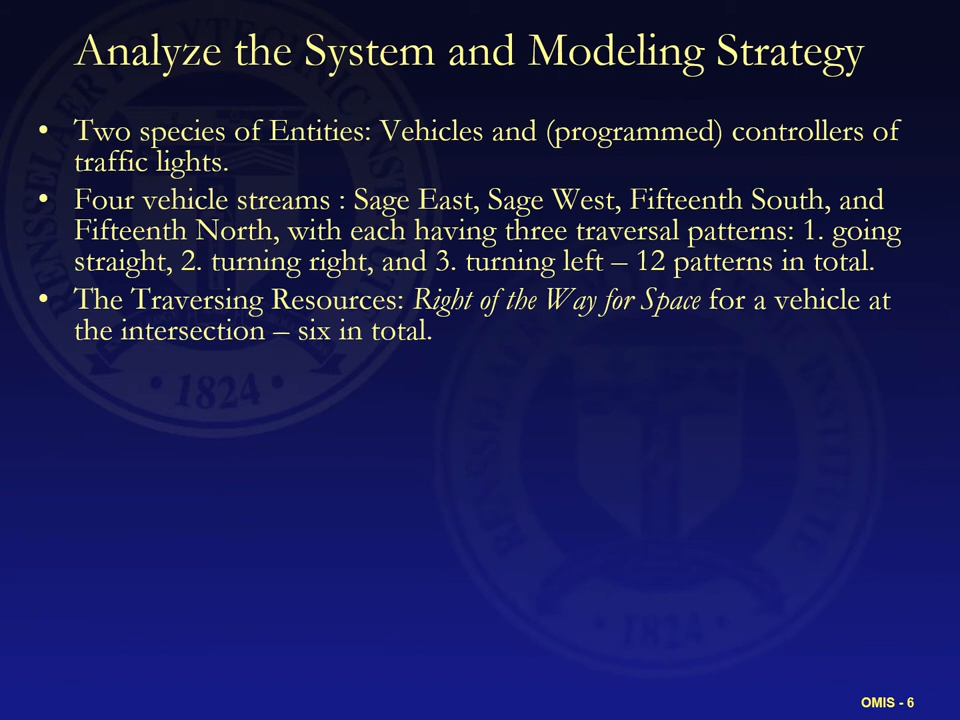 Analyze the System and Modeling Strategy
• Two species of Entities: Vehicles and (programmed) controllers of
traffic lights.
• Four vehicle streams : Sage East, Sage West, Fifteenth South, and
Fifteenth North, with each having three traversal patterns: 1. going
straight, 2. turning right, and 3. turning left – 12 patterns in total.
• The Traversing Resources: Right of the Way for Space for a vehicle at
the intersection – six in total.
• 1824 •
• 1824 •
OMIS - 6